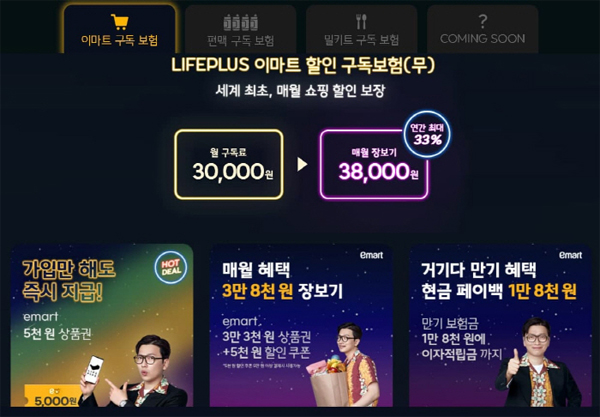 이마트 구독 보험
편맥 구독 보험
밀키트 구독 보험
?
COMING SOON
LIFEPLUS 이마트 할인 구독보험(무)
세계 최초, 매월 쇼핑 할인 보장
월 구독료
30,000원
매월 장보기
38,000원
연간 최대
33%
가입만 해도
즉시 지급!
HOT
DEAL
emart
5천 원 상품권
5,000원
emart
매월 혜택
3만 8천 원 장보기
emart
3만 3천 원 상품권
+5천 원 할인 쿠폰
emart
거기다 만기 혜택
현금 페이백 1만 8천 원
만기 보험금
1만 8천 원에
이자적립금 까지